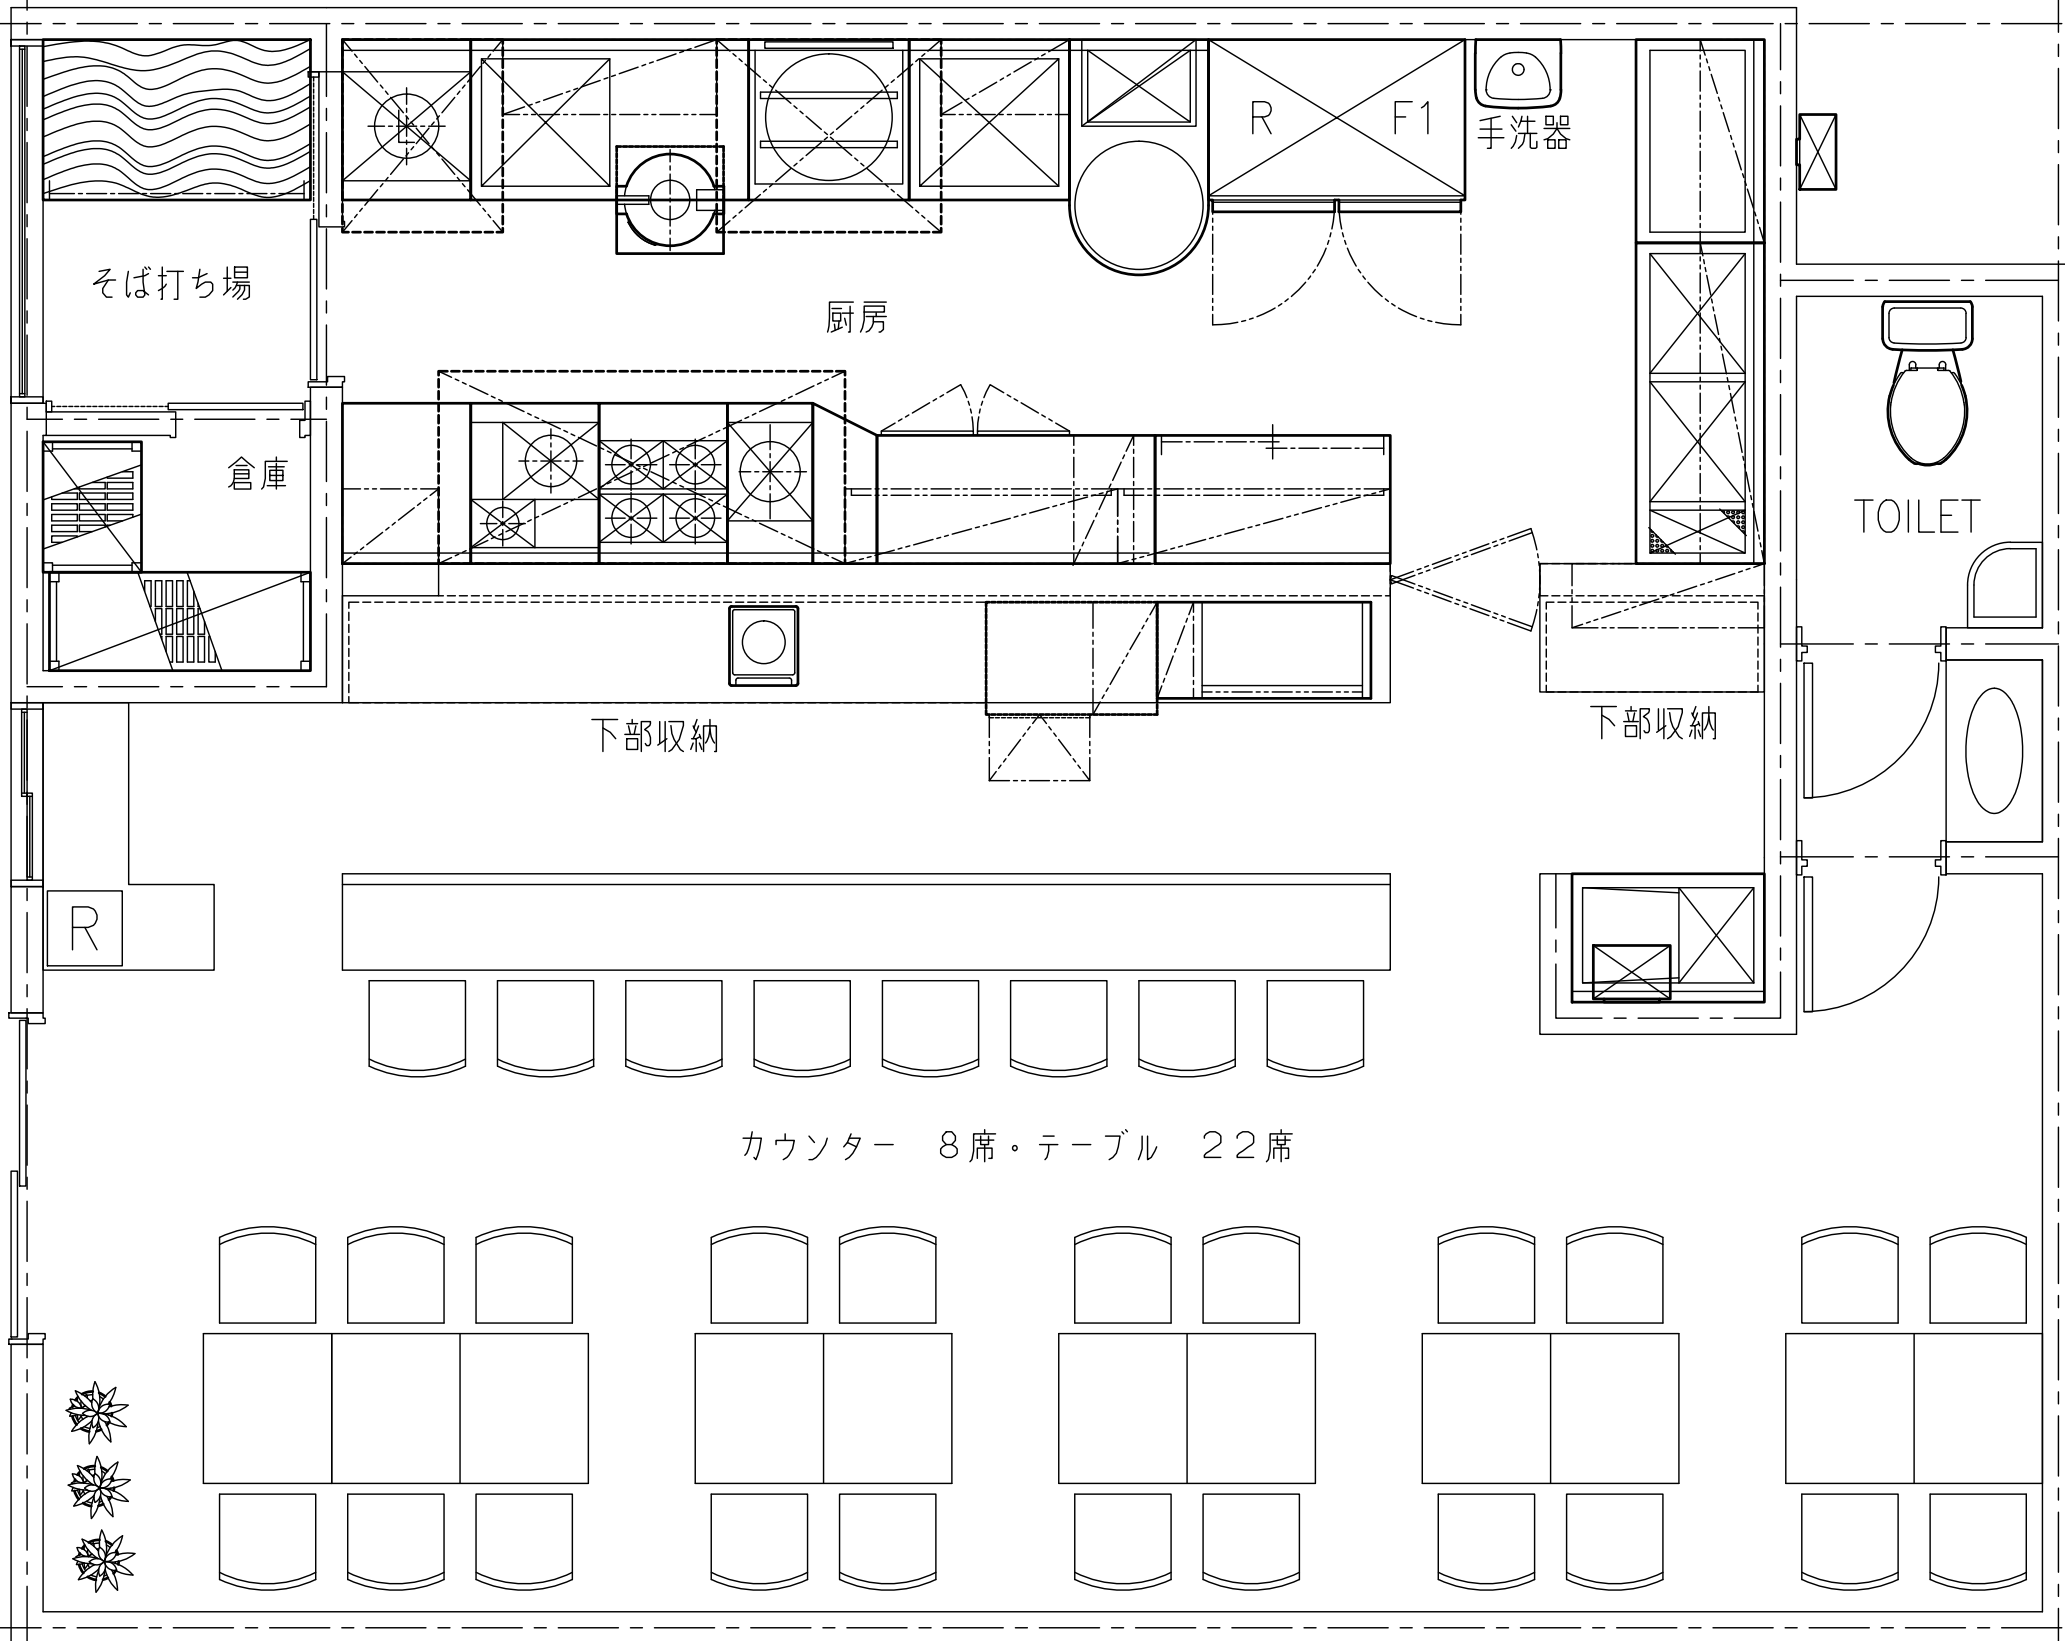 R F1
手洗器
そば打ち場
厨房
倉庫
TOILET
下部収納
下部収納
R
カウンター　8席・テーブル　22席